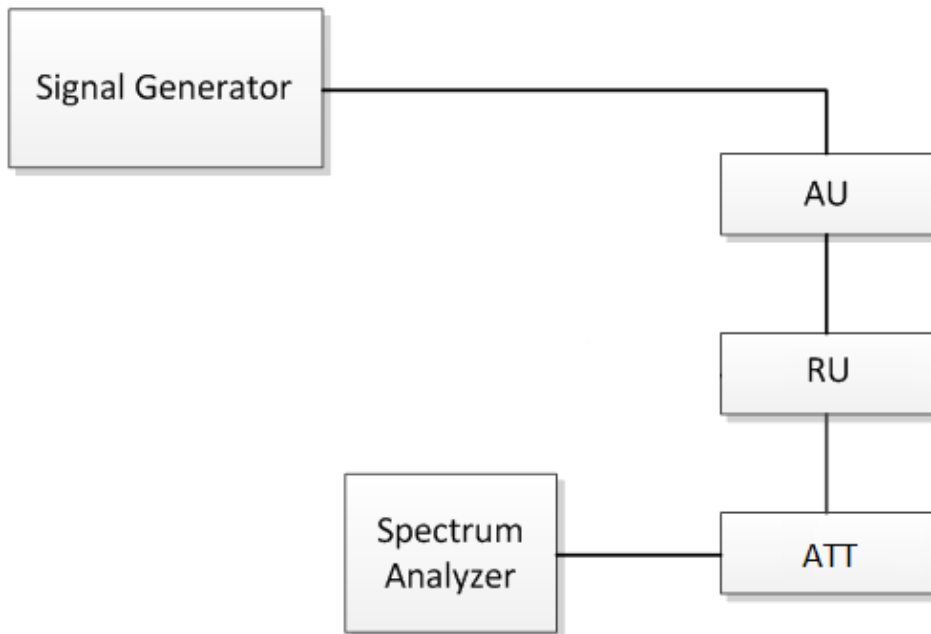 Signal Generator
AU
RU
Spectrum
Analyzer
ATT